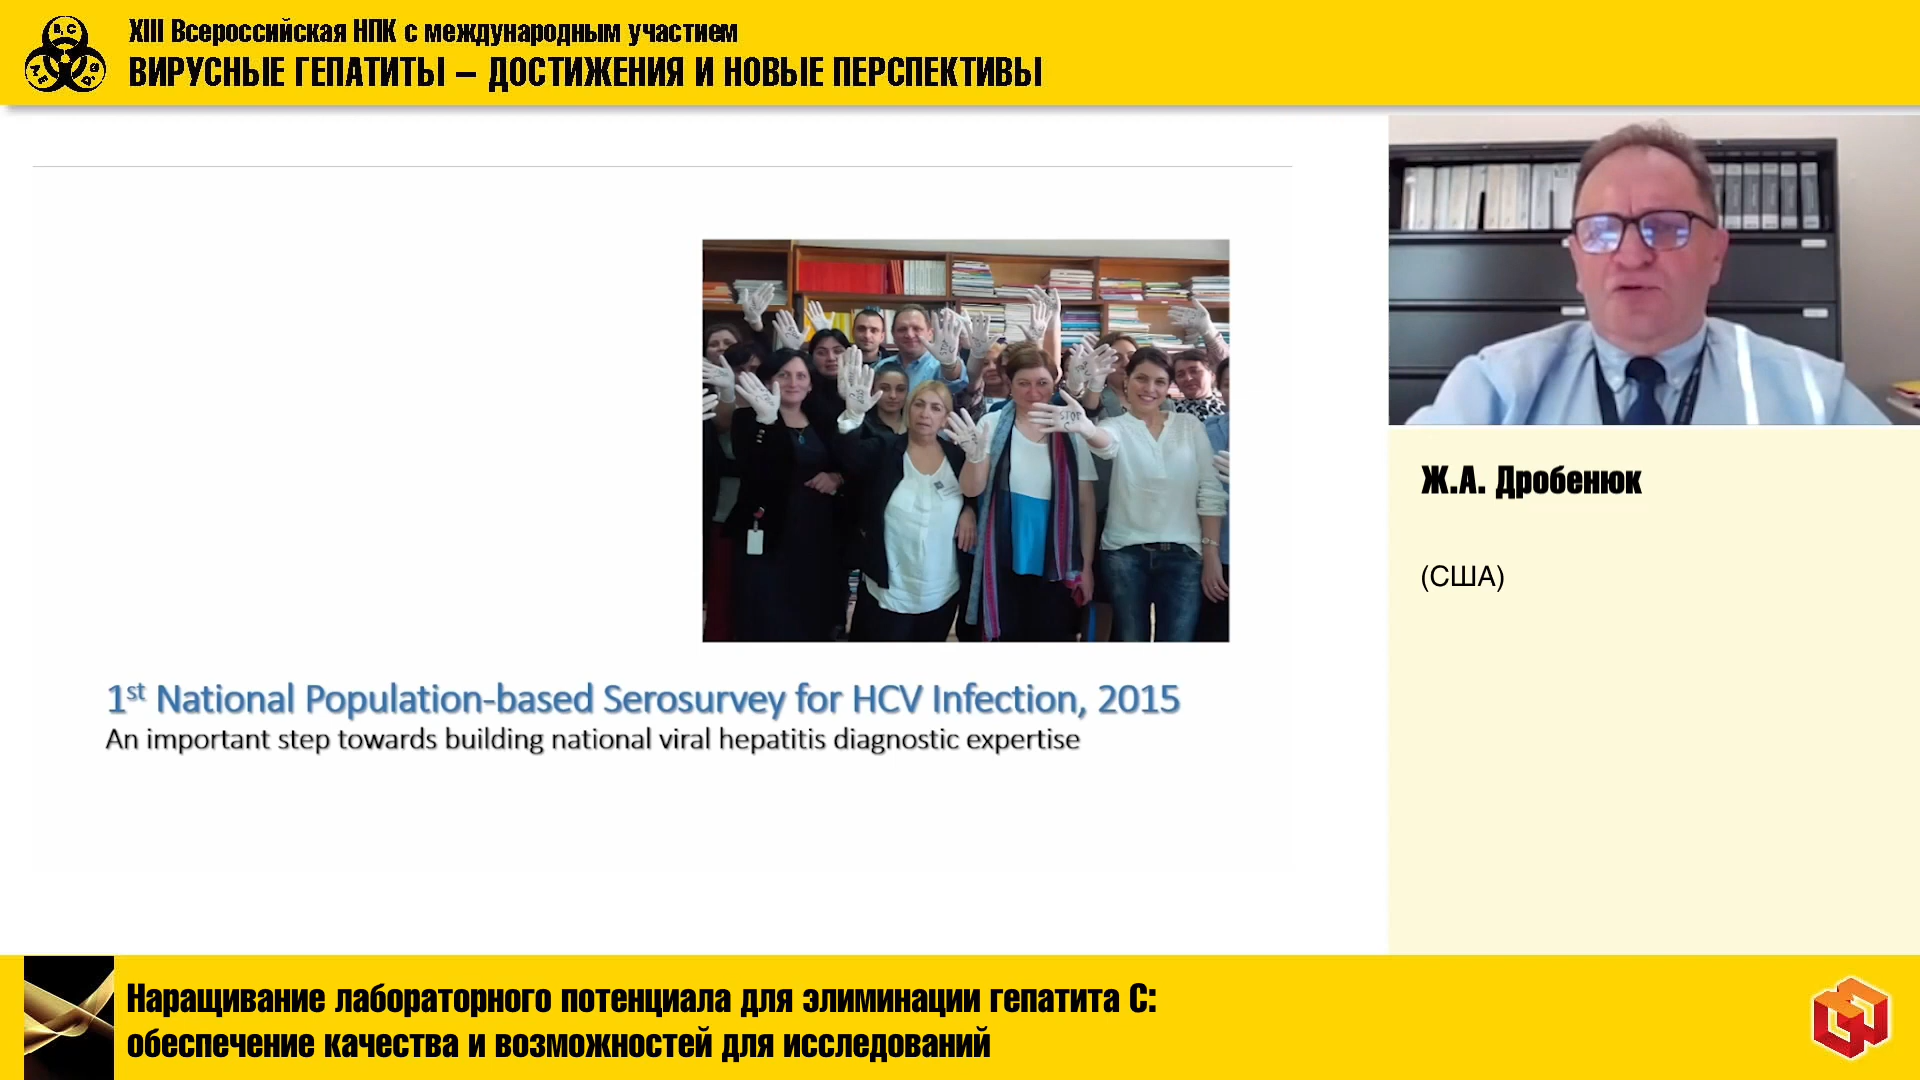 XIII Всероссийская НПК с международным участием
ВИРУСНЫЕ ГЕПАТИТЫ – ДОСТИЖЕНИЯ И НОВЫЕ ПЕРСПЕКТИВЫ
STOP
1st National Population-based Serosurvey for HCV Infection, 2015
An important step towards building national viral hepatitis diagnostic expertise
Ж.А. Дробенюк
(США)
Наращивание лабораторного потенциала для элиминации гепатита С:
обеспечение качества и возможностей для исследований